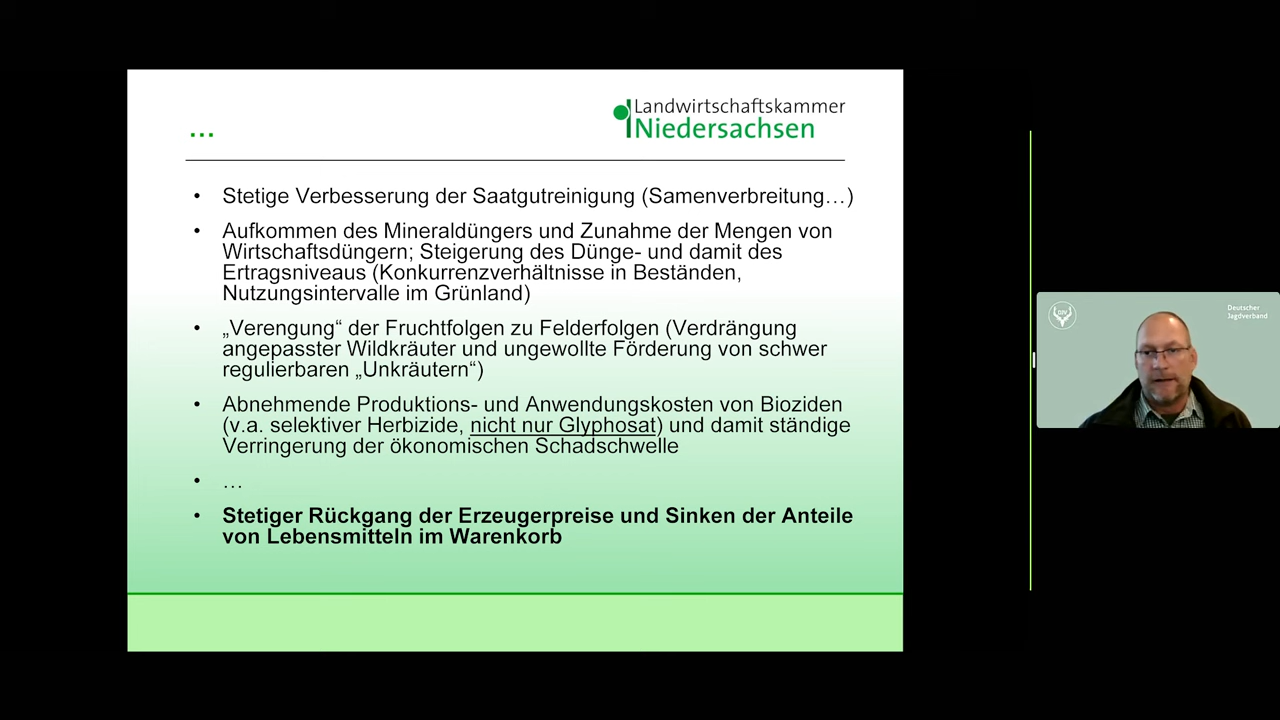 ...
Landwirtschaftskammer
Niedersachsen
• Stetige Verbesserung der Saatgutreinigung (Samenverbreitung…)
• Aufkommen des Mineraldüngers und Zunahme der Mengen von
Wirtschaftsdüngern; Steigerung des Dünge- und damit des
Ertragsniveaus (Konkurrenzverhältnisse in Beständen,
Nutzungsintervalle im Grünland)
• „Verengung“ der Fruchtfolgen zu Felderfolgen (Verdrängung
angepasster Wildkräuter und ungewollte Förderung von schwer
regulierbaren „Unkräutern“)
• Abnehmende Produktions- und Anwendungskosten von Bioziden
(v.a. selektiver Herbizide, nicht nur Glyphosat) und damit ständige
Verringerung der ökonomischen Schadschwelle
• …
• Stetiger Rückgang der Erzeugerpreise und Sinken der Anteile
von Lebensmitteln im Warenkorb
DJV
Deutscher
Jagdverband